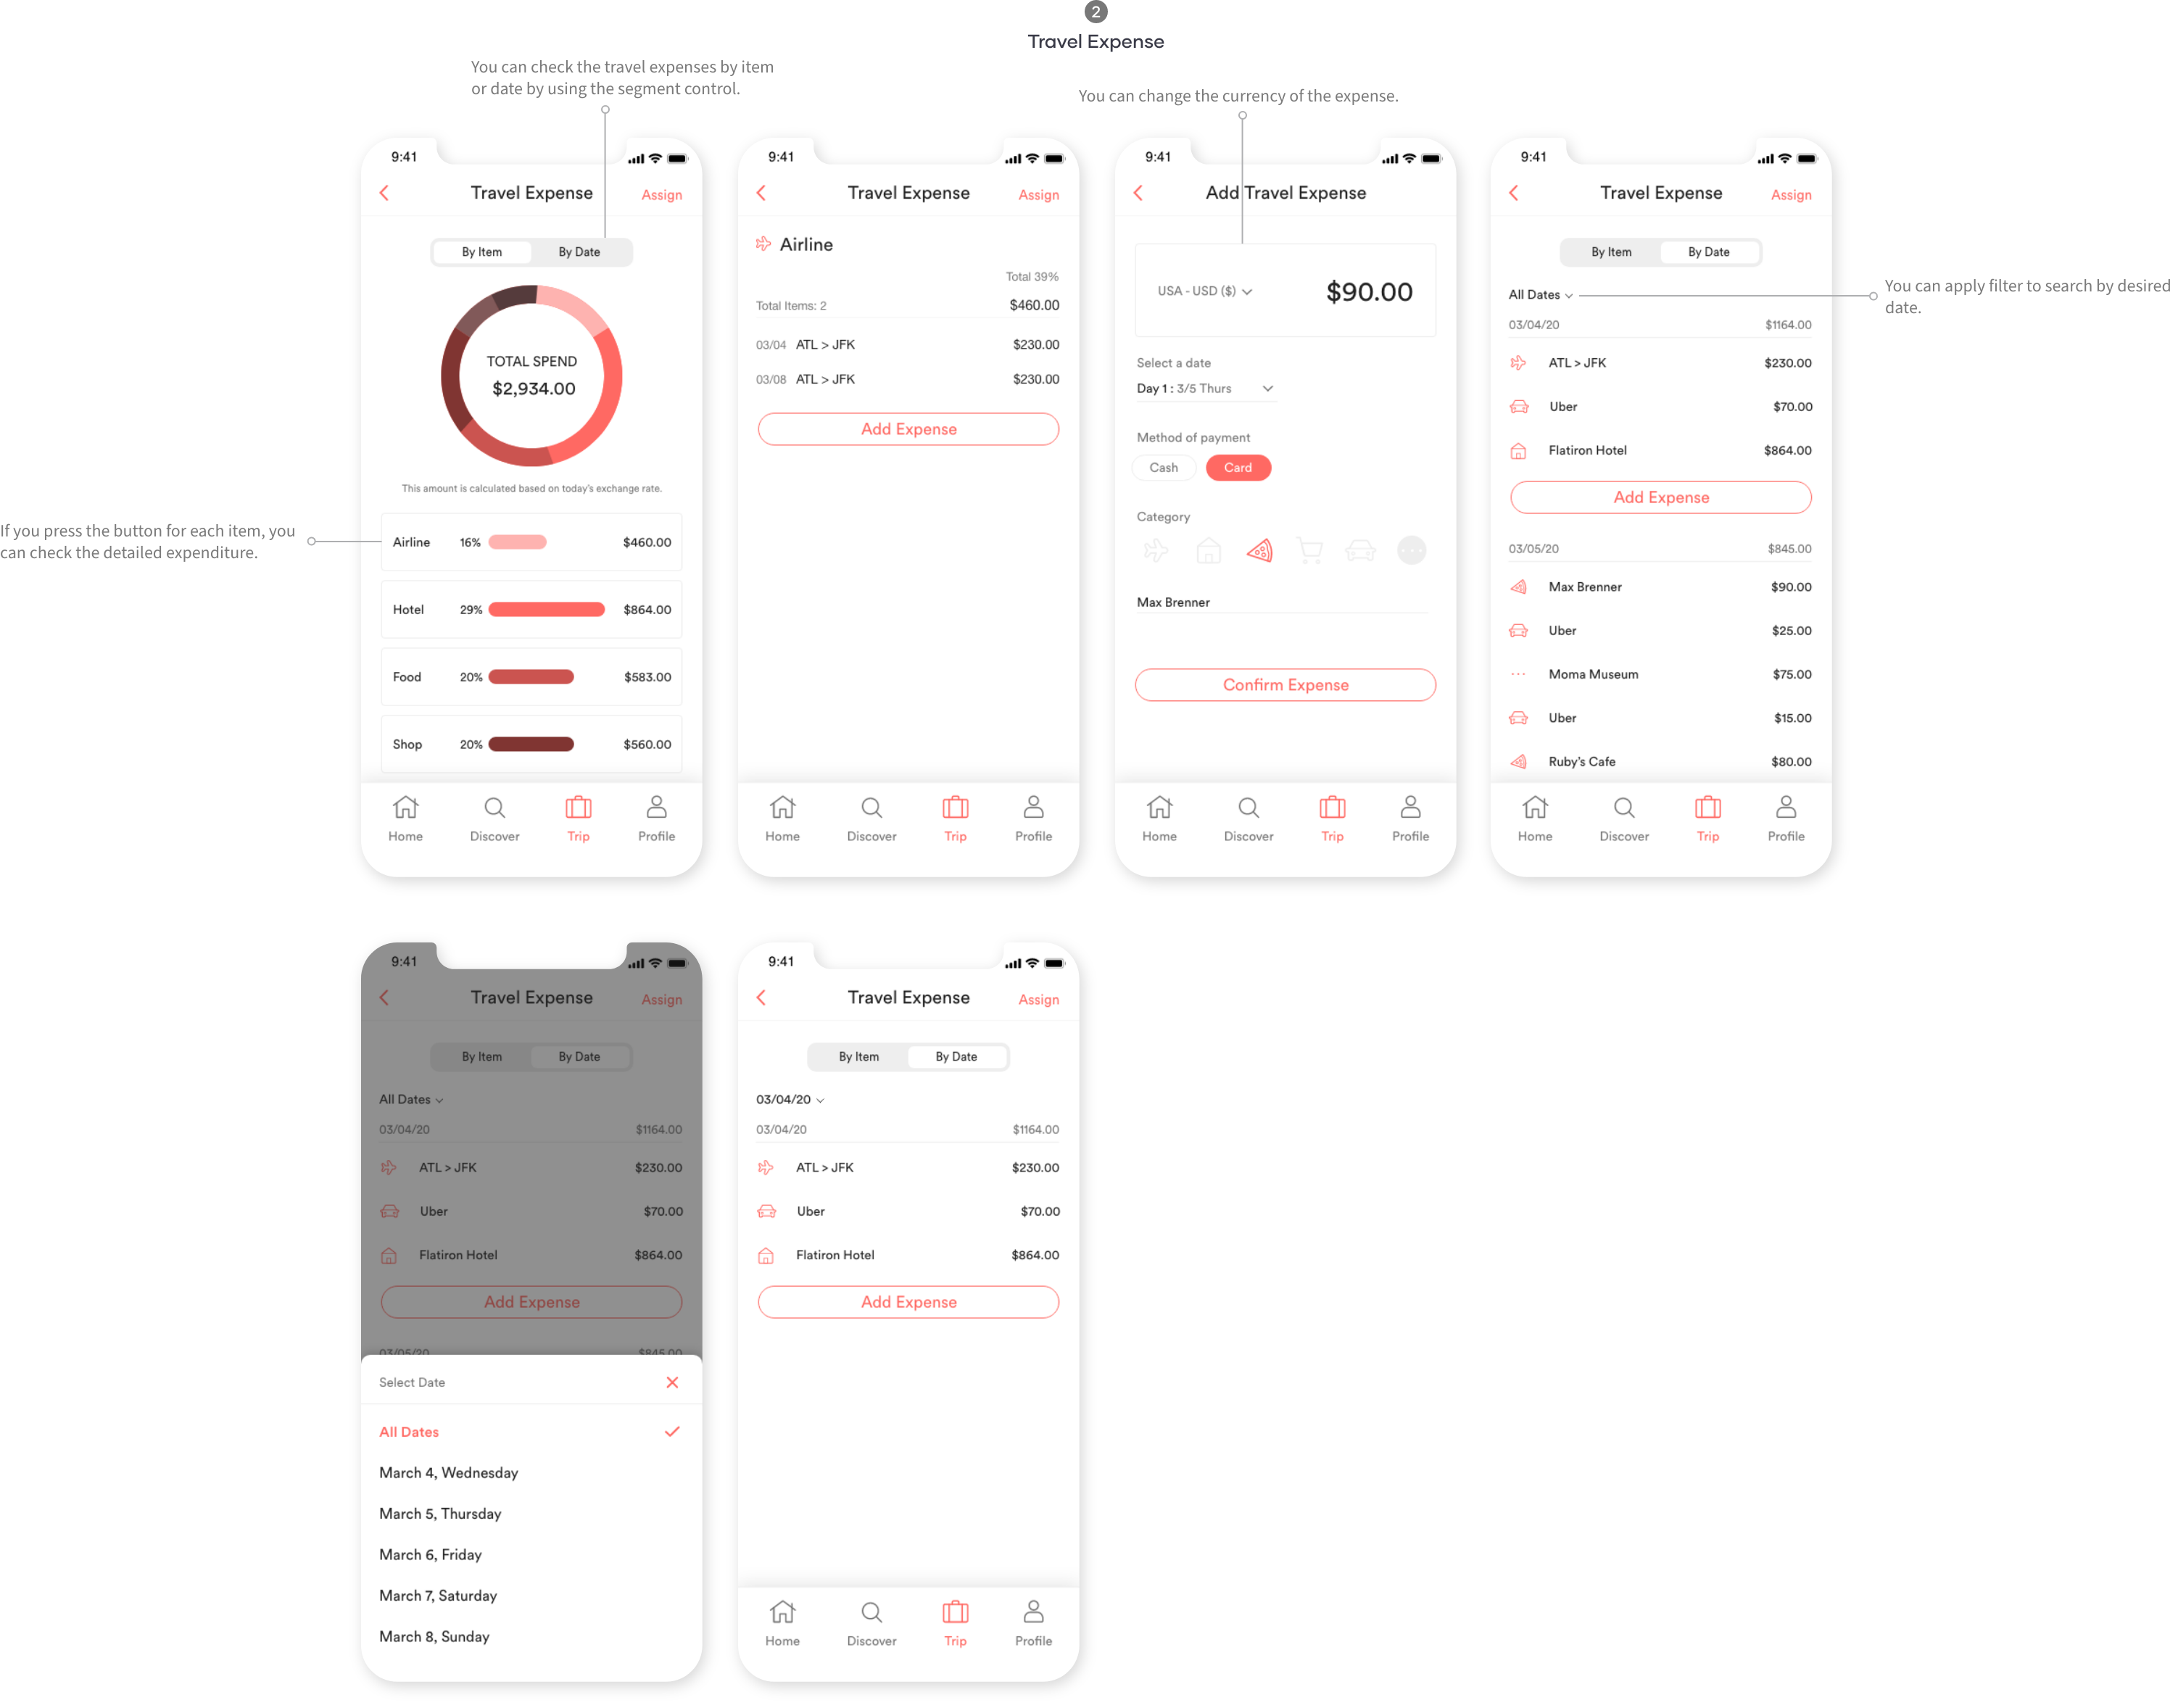 2
Travel Expense
You can check the travel expenses by item
or date by using the segment control.
You can change the currency of the expense.
9:41
Travel Expense
Assign
By Item
By Date
TOTAL SPEND
$2,934.00
This amount is calculated based on today's exchange rate.
If you press the button for each item, you
can check the detailed expenditure.
Airline 16% $460.00
Hotel 29% $864.00
Food 20% $583.00
Shop 20% $560.00
Home Discover Trip Profile
9:41
Travel Expense
Assign
Airline
Total 39%
Total Items: 2 $460.00
03/04 ATL > JFK $230.00
03/08 ATL > JFK $230.00
Add Expense
Home Discover Trip Profile
9:41
Add Travel Expense
USA - USD ($) $90.00
Select a date
Day 1 : 3/5 Thurs
Method of payment
Cash Card
Category
Max Brenner
Confirm Expense
Home Discover Trip Profile
9:41
Travel Expense
Assign
By Item
By Date
All Dates
You can apply filter to search by desired
date.
03/04/20 $1164.00
ATL > JFK $230.00
Uber $70.00
Flatiron Hotel $864.00
Add Expense
03/05/20 $845.00
Max Brenner $90.00
Uber $25.00
Moma Museum $75.00
Uber $15.00
Ruby's Cafe $80.00
Home Discover Trip Profile
9:41
Travel Expense
Assign
By Item
By Date
All Dates
03/04/20 $1164.00
ATL > JFK $230.00
Uber $70.00
Flatiron Hotel $864.00
Add Expense
03/05/20 $845.00
Select Date
All Dates
March 4, Wednesday
March 5, Thursday
March 6, Friday
March 7, Saturday
March 8, Sunday
9:41
Travel Expense
Assign
By Item
By Date
03/04/20
03/04/20 $1164.00
ATL > JFK $230.00
Uber $70.00
Flatiron Hotel $864.00
Add Expense
Home Discover Trip Profile